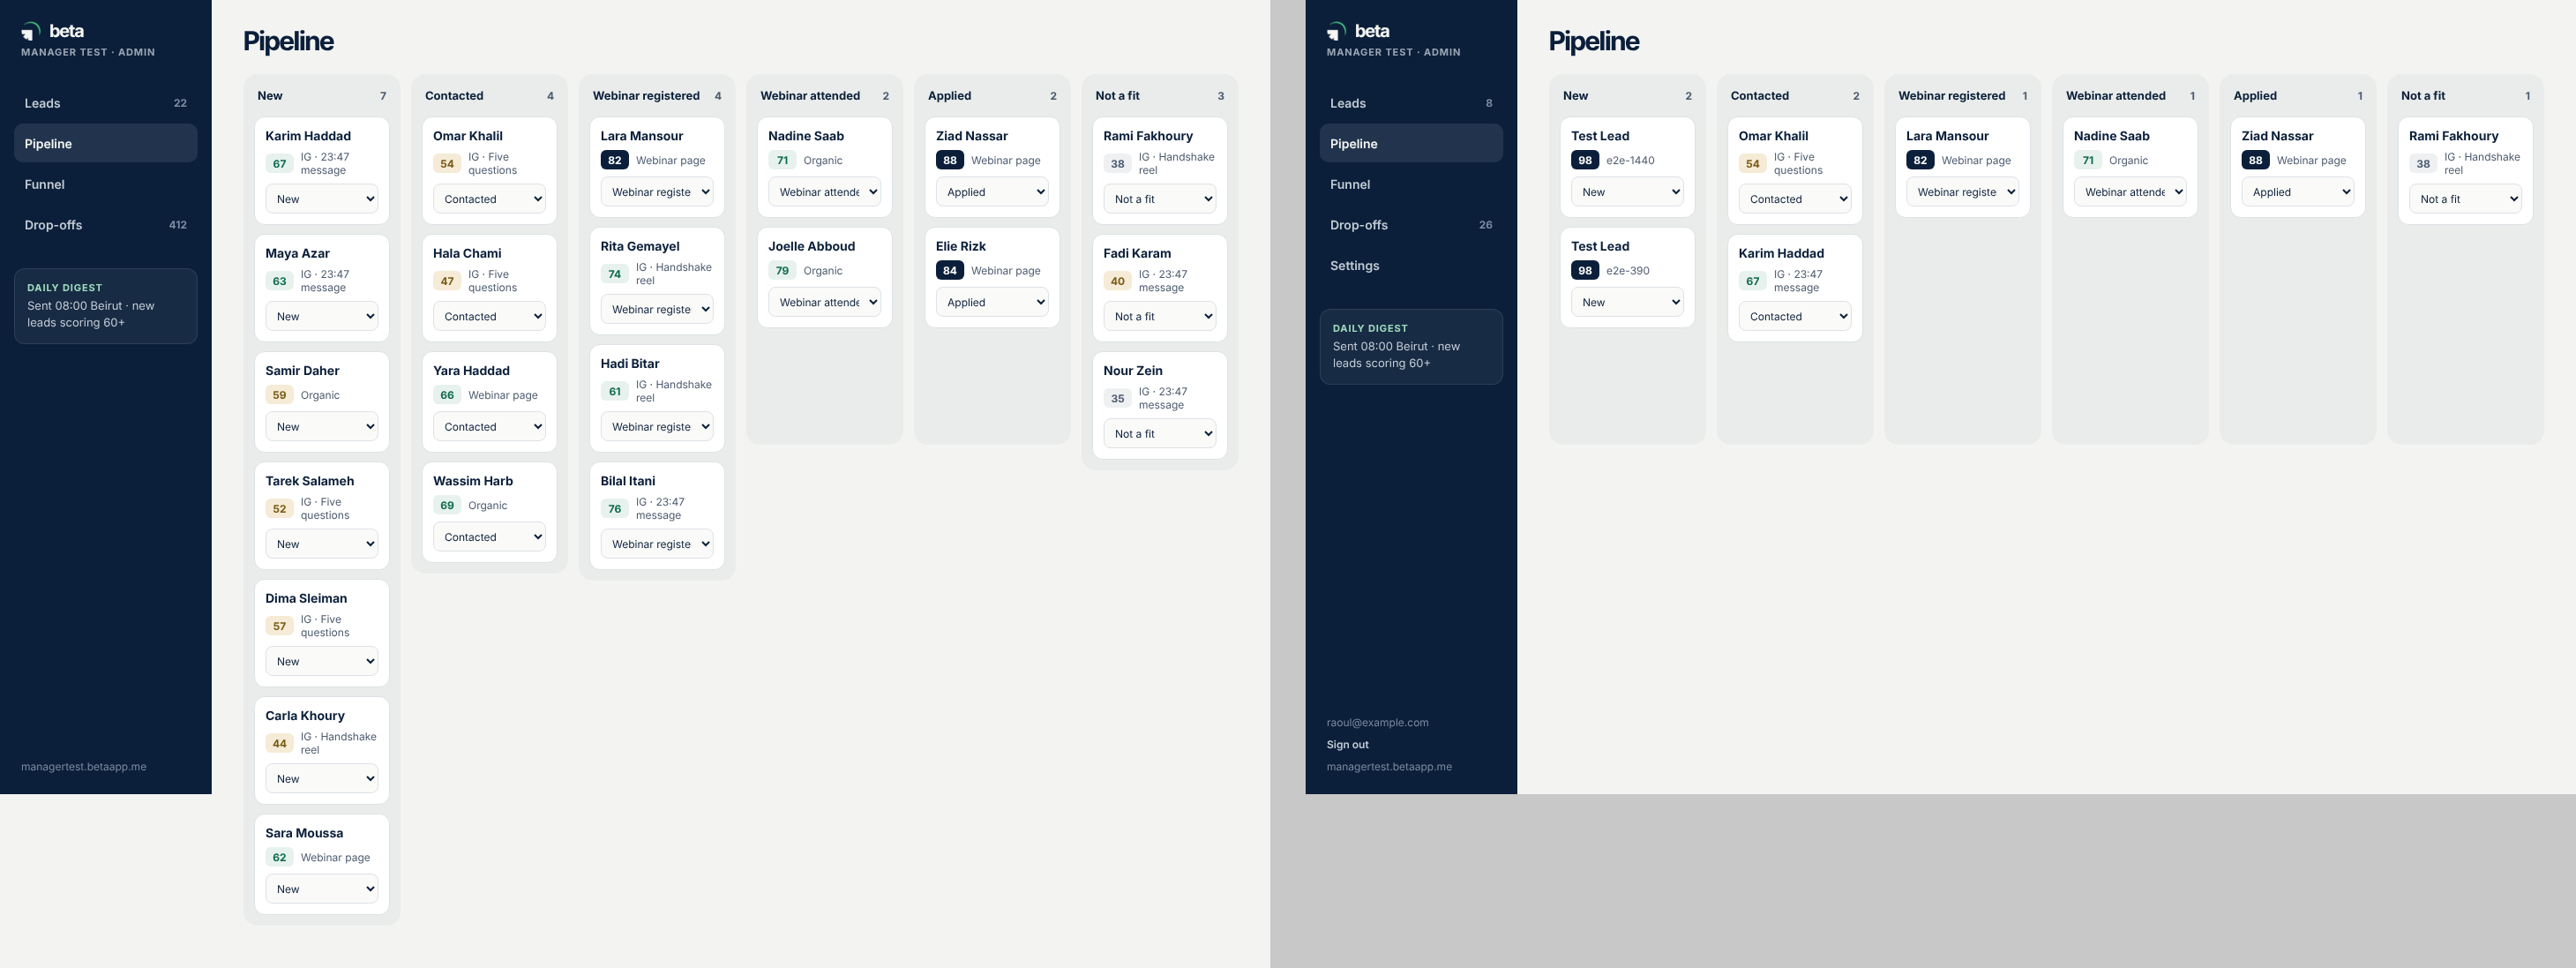 beta
MANAGER TEST · ADMIN
Leads 22
Pipeline
Funnel
Drop-offs 412
DAILY DIGEST
Sent 08:00 Beirut · new
leads scoring 60+
managertest.betaapp.me
Pipeline
New 7
Karim Haddad
67 IG · 23:47
message
New
Maya Azar
63 IG · 23:47
message
New
Samir Daher
59 Organic
New
Tarek Salameh
52 IG · Five
questions
New
Dima Sleiman
57 IG · Five
questions
New
Carla Khoury
44 IG · Handshake
reel
New
Sara Moussa
62 Webinar page
New
Contacted 4
Omar Khalil
54 IG · Five
questions
Contacted
Hala Chami
47 IG · Five
questions
Contacted
Yara Haddad
66 Webinar page
Contacted
Wassim Harb
69 Organic
Contacted
Webinar registered 4
Lara Mansour
82 Webinar page
Webinar registe
Rita Gemayel
74 IG · Handshake
reel
Webinar registe
Hadi Bitar
61 IG · Handshake
reel
Webinar registe
Bilal Itani
76 IG · 23:47
message
Webinar registe
Webinar attended 2
Nadine Saab
71 Organic
Webinar attende
Joelle Abboud
79 Organic
Webinar attende
Applied 2
Ziad Nassar
88 Webinar page
Applied
Elie Rizk
84 Webinar page
Applied
Not a fit 3
Rami Fakhoury
38 IG · Handshake
reel
Not a fit
Fadi Karam
40 IG · 23:47
message
Not a fit
Nour Zein
35 IG · 23:47
message
Not a fit
beta
MANAGER TEST · ADMIN
Leads 8
Pipeline
Funnel
Drop-offs 26
Settings
DAILY DIGEST
Sent 08:00 Beirut · new
leads scoring 60+
raoul@example.com
Sign out
managertest.betaapp.me
Pipeline
New 2
Test Lead
98 e2e-1440
New
Test Lead
98 e2e-390
New
Contacted 2
Omar Khalil
54 IG · Five
questions
Contacted
Karim Haddad
67 IG · 23:47
message
Contacted
Webinar registered 1
Lara Mansour
82 Webinar page
Webinar registe
Webinar attended 1
Nadine Saab
71 Organic
Webinar attende
Applied 1
Ziad Nassar
88 Webinar page
Applied
Not a fit 1
Rami Fakhoury
38 IG · Handshake
reel
Not a fit